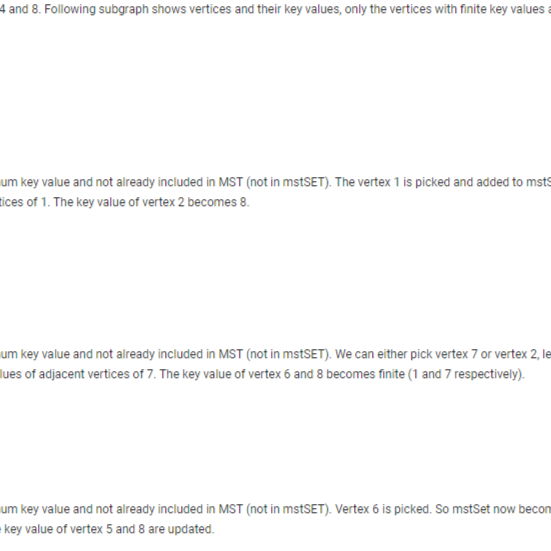 4 and 8. Following subgraph shows vertices and their key values, only the vertices with finite key values
um key value and not already included in MST (not in mstSET). The vertex 1 is picked and added to mstS
tices of 1. The key value of vertex 2 becomes 8.
um key value and not already included in MST (not in mstSET). We can either pick vertex 7 or vertex 2, le
lues of adjacent vertices of 7. The key value of vertex 6 and 8 becomes finite (1 and 7 respectively).
um key value and not already included in MST (not in mstSET). Vertex 6 is picked. So mstSet now becom
key value of vertex 5 and 8 are updated.